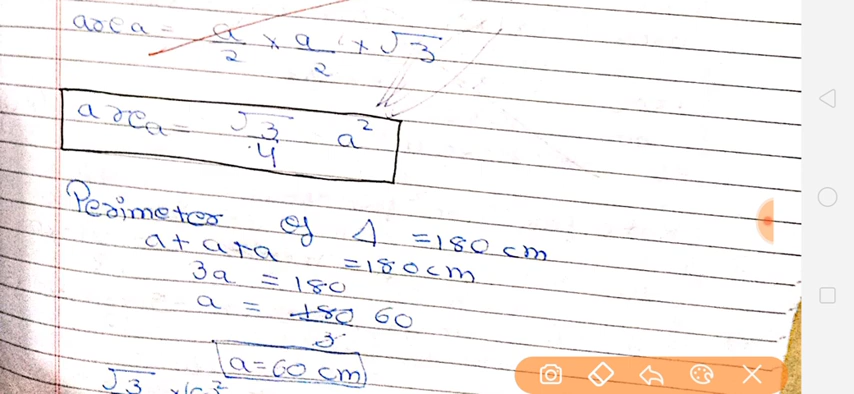 area = a/2 × a/2 × √3
area = √3/4 a²
Perimeter of Δ = 180 cm
a + a + a = 180 cm
3a = 180
a = 180/3 60
a = 60 cm
√3